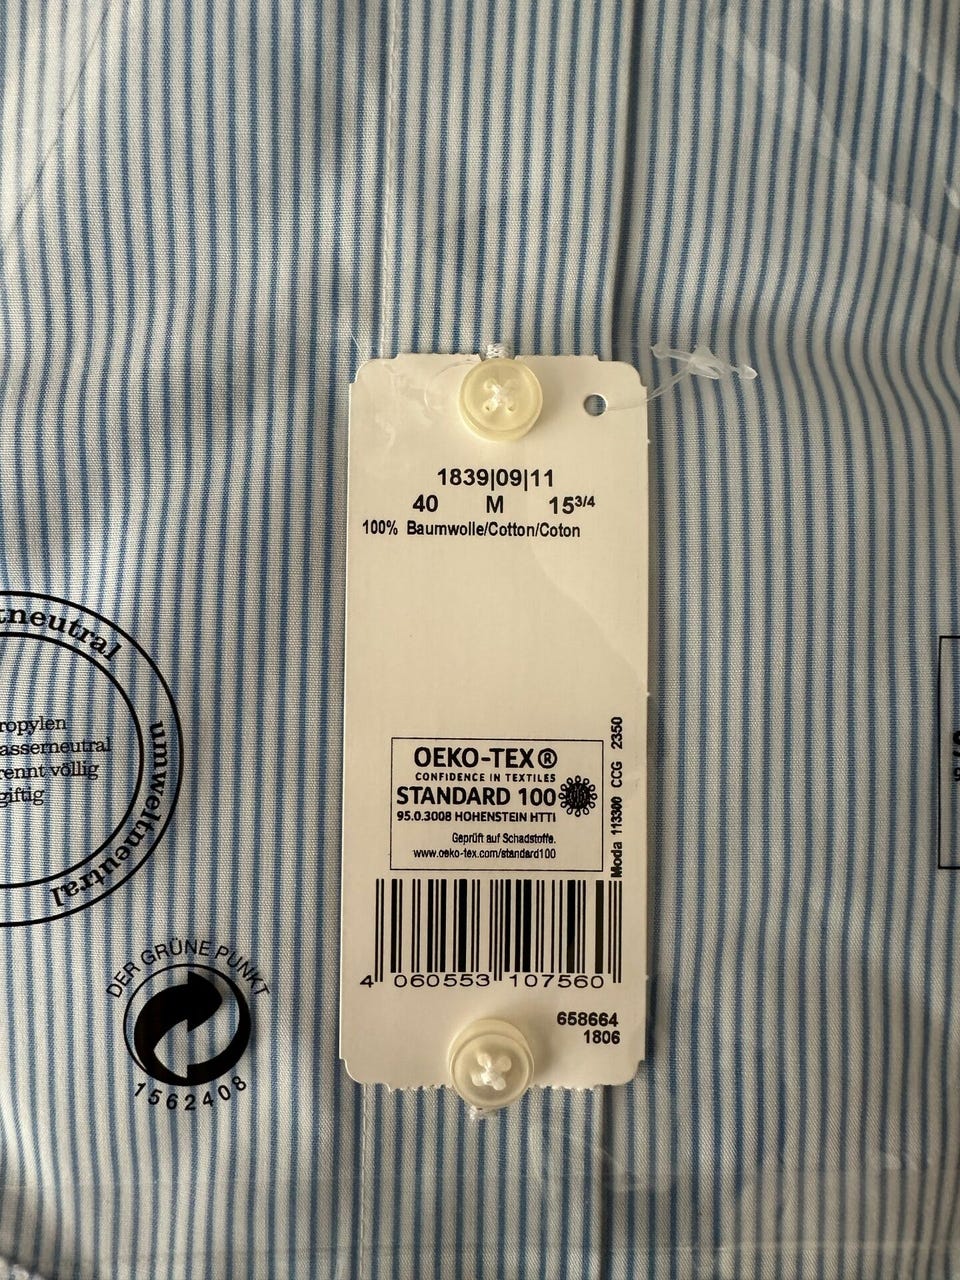 1839|09|11
40 M 15 3/4
100% Baumwolle/Cotton/Coton
OEKO-TEX®
CONFIDENCE IN TEXTILES
STANDARD 100
95.0.3008 HOHENSTEIN HTTI
Geprüft auf Schadstoffe.
www.oeko-tex.com/standard100
Moda 113380 CCG 2350
4 060553 107560
658664
1806
tneutral
umweltneutral
ropylen
asserneutral
rennt völlig
giftig
DER GRÜNE PUNKT
1562408